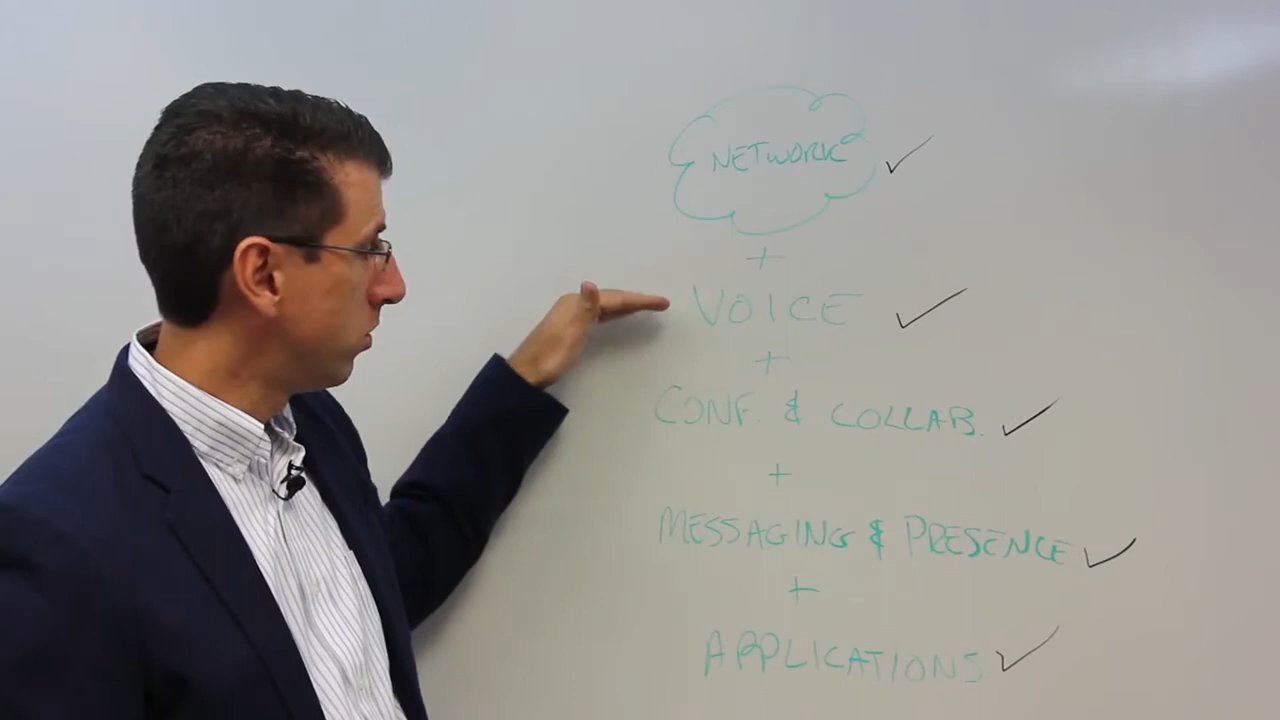 NETWORK ✓
+
VOICE ✓
+
CONF. & COLLAB. ✓
+
MESSAGING & PRESENCE ✓
+
APPLICATIONS ✓